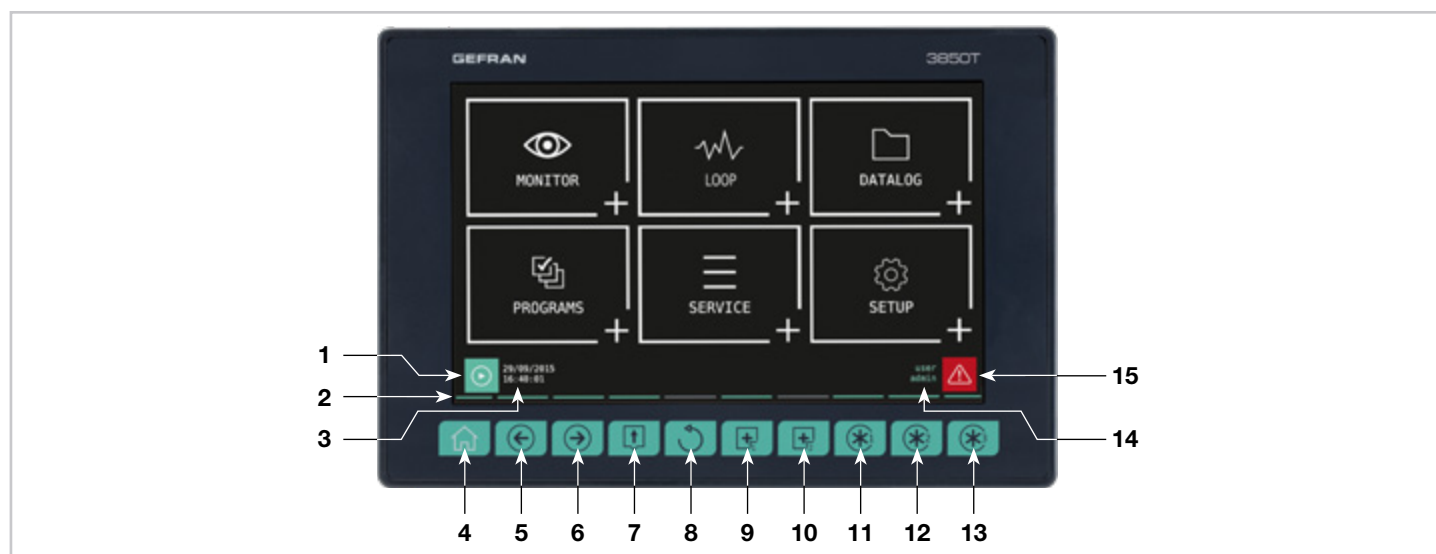 GEFRAN 3850T
MONITOR LOOP DATALOG
PROGRAMS SERVICE SETUP
1 29/09/2015 user 15
16:40:01 admin
2
3 14
4 5 6 7 8 9 10 11 12 13